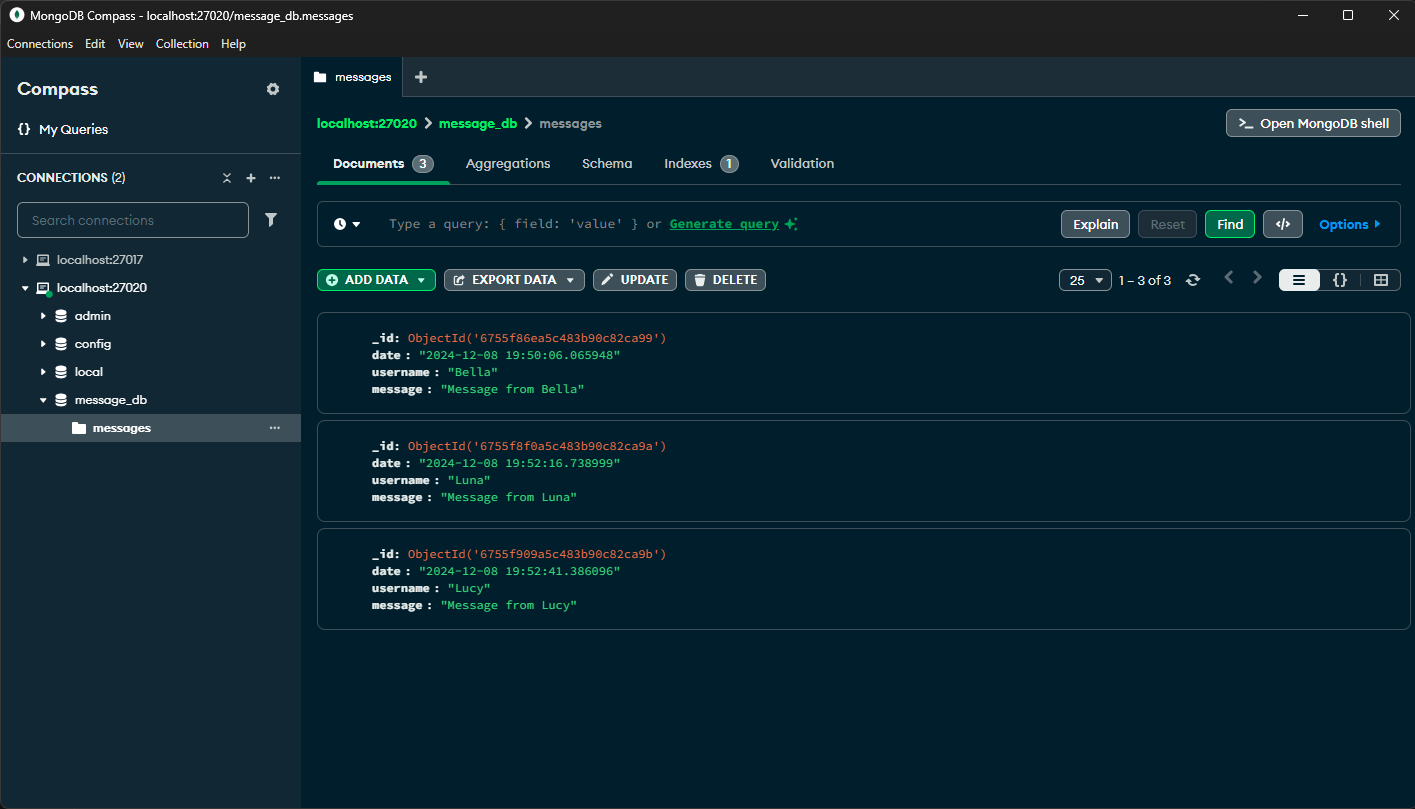 MongoDB Compass - localhost:27020/message_db.messages
Connections Edit View Collection Help
Compass
{} My Queries
CONNECTIONS (2)
Search connections
localhost:27017
localhost:27020
admin
config
local
message_db
messages
messages
localhost:27020 > message_db > messages
>_ Open MongoDB shell
Documents 3 Aggregations Schema Indexes 1 Validation
Type a query: { field: 'value' } or Generate query
Explain Reset Find </> Options
ADD DATA EXPORT DATA UPDATE DELETE
25 1 – 3 of 3 {}
_id: ObjectId('6755f86ea5c483b90c82ca99')
date : "2024-12-08 19:50:06.065948"
username : "Bella"
message : "Message from Bella"
_id: ObjectId('6755f8f0a5c483b90c82ca9a')
date : "2024-12-08 19:52:16.738999"
username : "Luna"
message : "Message from Luna"
_id: ObjectId('6755f909a5c483b90c82ca9b')
date : "2024-12-08 19:52:41.386096"
username : "Lucy"
message : "Message from Lucy"